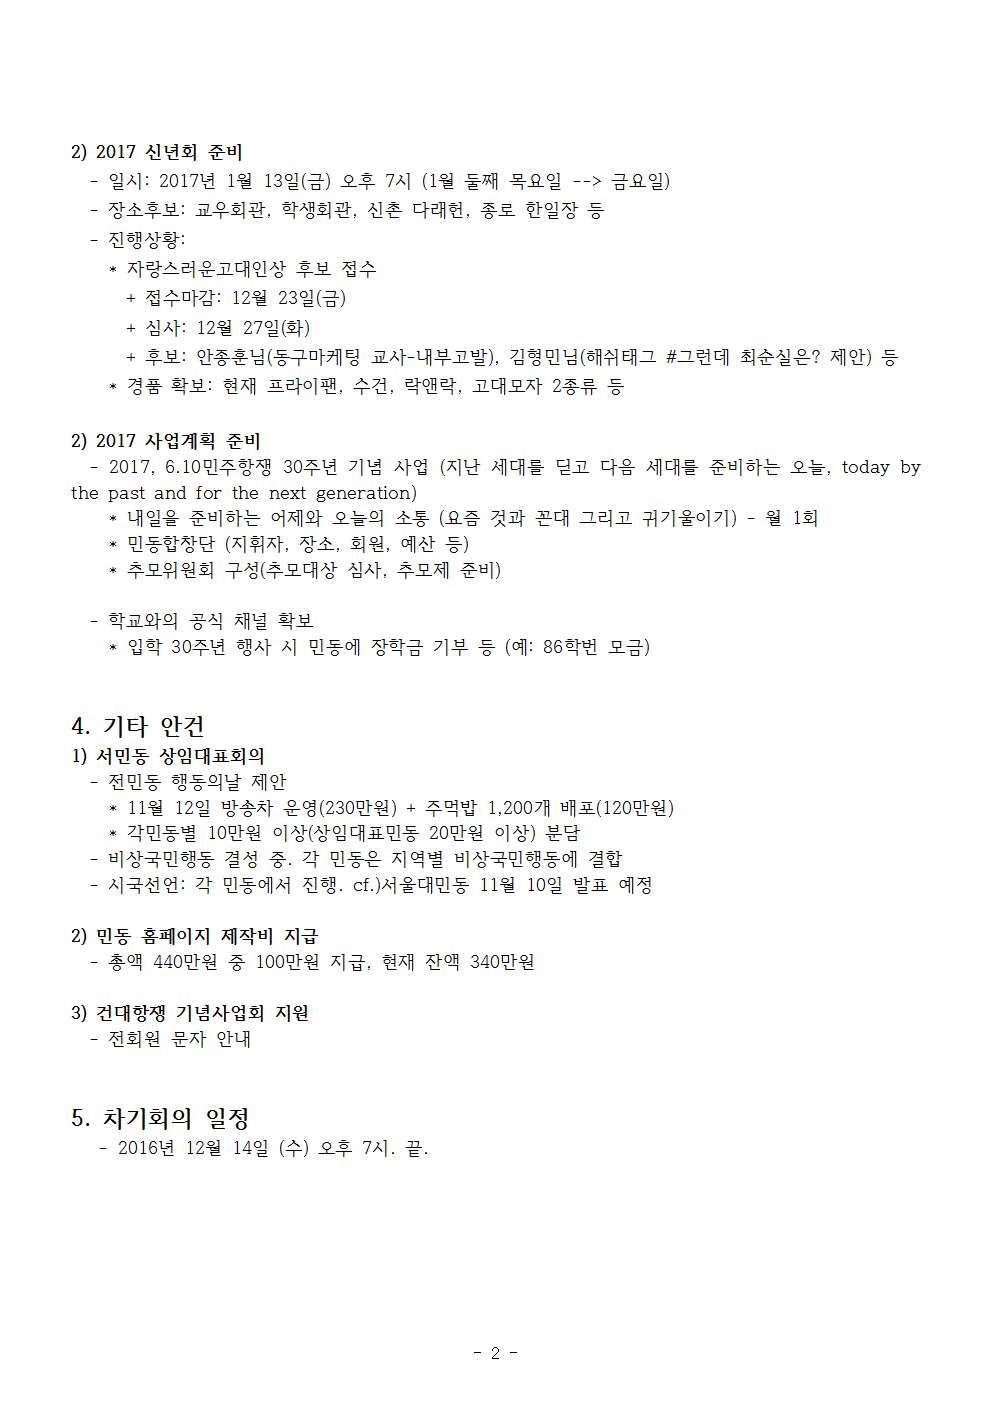 2) 2017 신년회 준비
- 일시: 2017년 1월 13일(금) 오후 7시 (1월 둘째 목요일 --> 금요일)
- 장소후보: 교우회관, 학생회관, 신촌 다래헌, 종로 한일장 등
- 진행상황:
* 자랑스러운고대인상 후보 접수
+ 접수마감: 12월 23일(금)
+ 심사: 12월 27일(화)
+ 후보: 안종훈님(동구마케팅 교사-내부고발), 김형민님(해쉬태그 #그런데 최순실은? 제안) 등
* 경품 확보: 현재 프라이팬, 수건, 락앤락, 고대모자 2종류 등
2) 2017 사업계획 준비
- 2017, 6.10민주항쟁 30주년 기념 사업 (지난 세대를 딛고 다음 세대를 준비하는 오늘, today by
the past and for the next generation)
* 내일을 준비하는 어제와 오늘의 소통 (요즘 것과 꼰대 그리고 귀기울이기) - 월 1회
* 민동합창단 (지휘자, 장소, 회원, 예산 등)
* 추모위원회 구성(추모대상 심사, 추모제 준비)
- 학교와의 공식 채널 확보
* 입학 30주년 행사 시 민동에 장학금 기부 등 (예: 86학번 모금)
4. 기타 안건
1) 서민동 상임대표회의
- 전민동 행동의날 제안
* 11월 12일 방송차 운영(230만원) + 주먹밥 1,200개 배포(120만원)
* 각민동별 10만원 이상(상임대표민동 20만원 이상) 분담
- 비상국민행동 결성 중. 각 민동은 지역별 비상국민행동에 결합
- 시국선언: 각 민동에서 진행. cf.)서울대민동 11월 10일 발표 예정
2) 민동 홈페이지 제작비 지급
- 총액 440만원 중 100만원 지급, 현재 잔액 340만원
3) 건대항쟁 기념사업회 지원
- 전회원 문자 안내
5. 차기회의 일정
- 2016년 12월 14일 (수) 오후 7시. 끝.
- 2 -